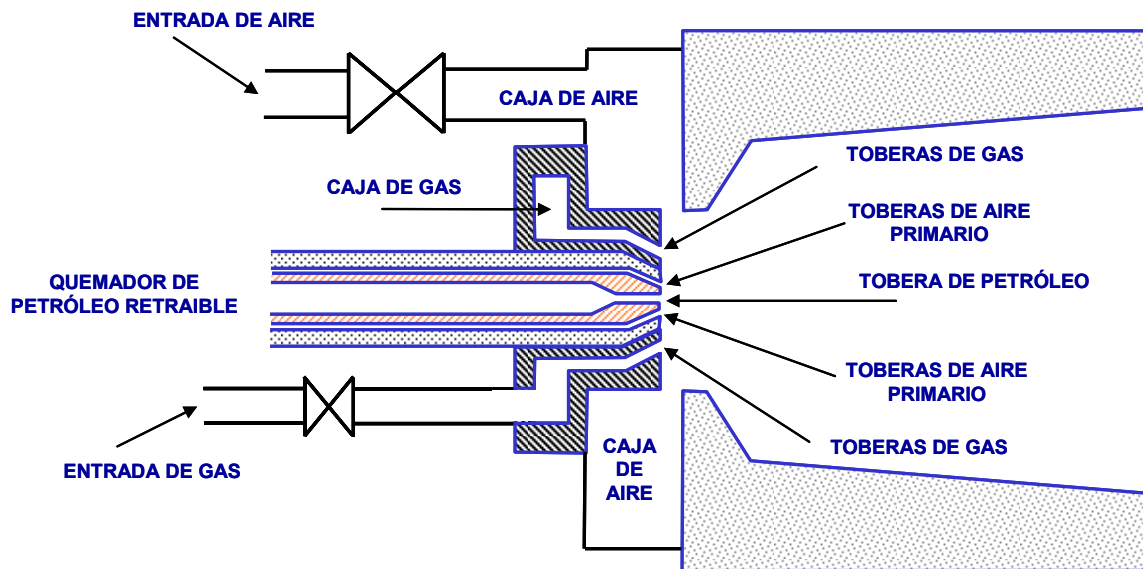 ENTRADA DE AIRE
CAJA DE AIRE
TOBERAS DE GAS
CAJA DE GAS
TOBERAS DE AIRE
PRIMARIO
QUEMADOR DE
PETRÓLEO RETRAIBLE
TOBERA DE PETRÓLEO
TOBERAS DE AIRE
PRIMARIO
TOBERAS DE GAS
ENTRADA DE GAS
CAJA
DE
AIRE